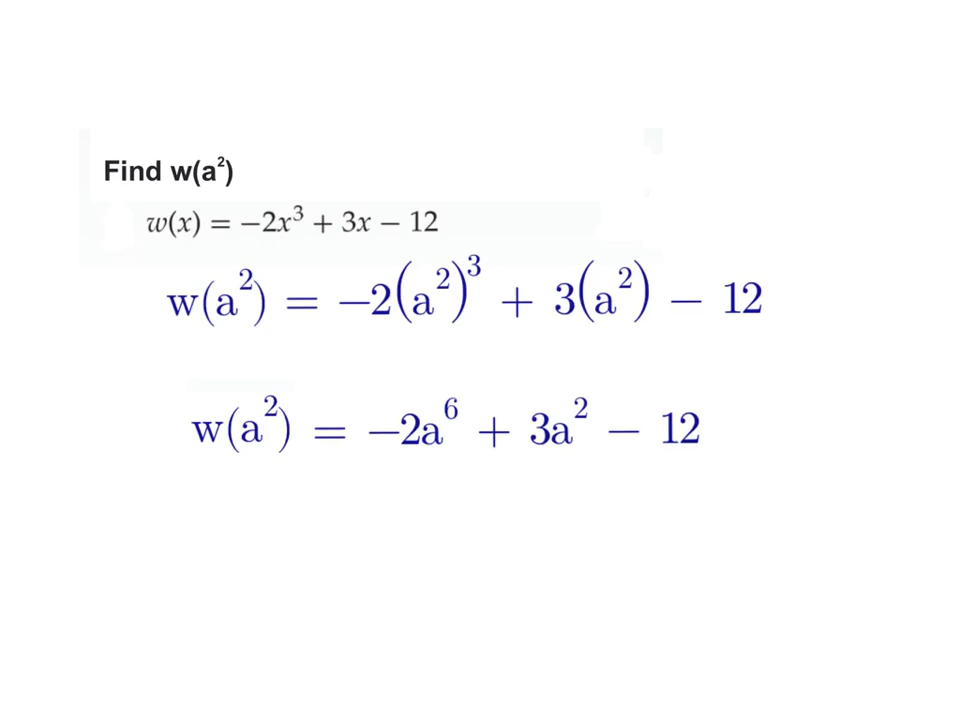 Find w(a²)
w(x) = −2x³ + 3x − 12
w(a²) = −2(a²)³ + 3(a²) − 12
w(a²) = −2a⁶ + 3a² − 12